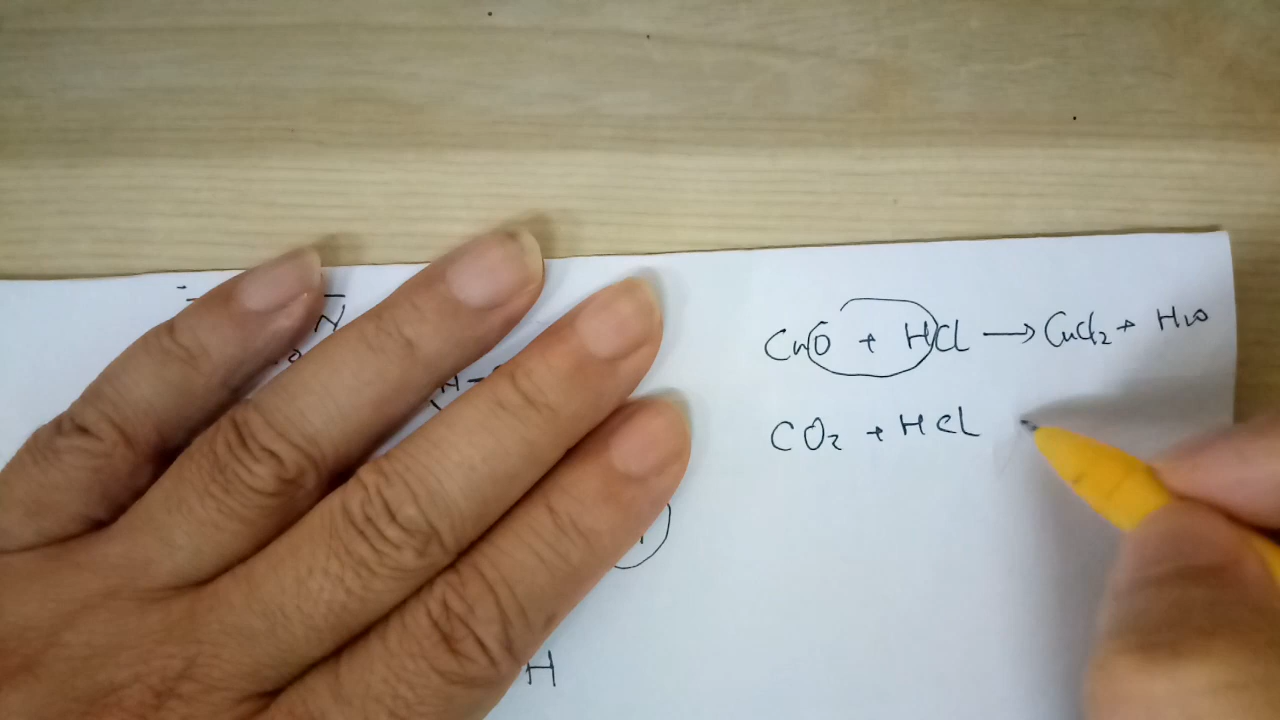 CuO + HCl → CuCl2 + H2O
CO2 + HCl
N
O
N-
H